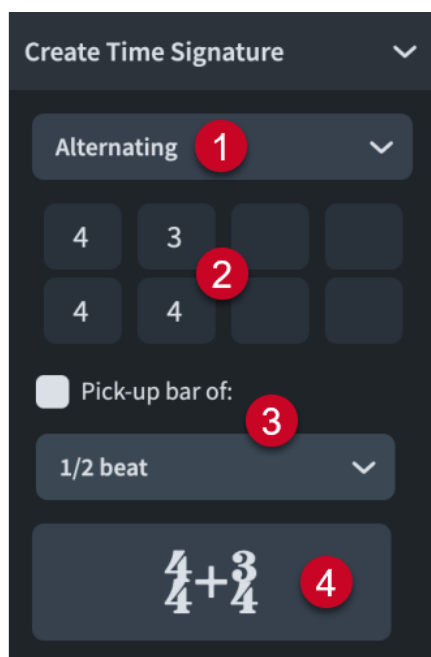 Create Time Signature
Alternating 1
4 3
2
4 4
Pick-up bar of:
3
1/2 beat
4/4+3/4 4